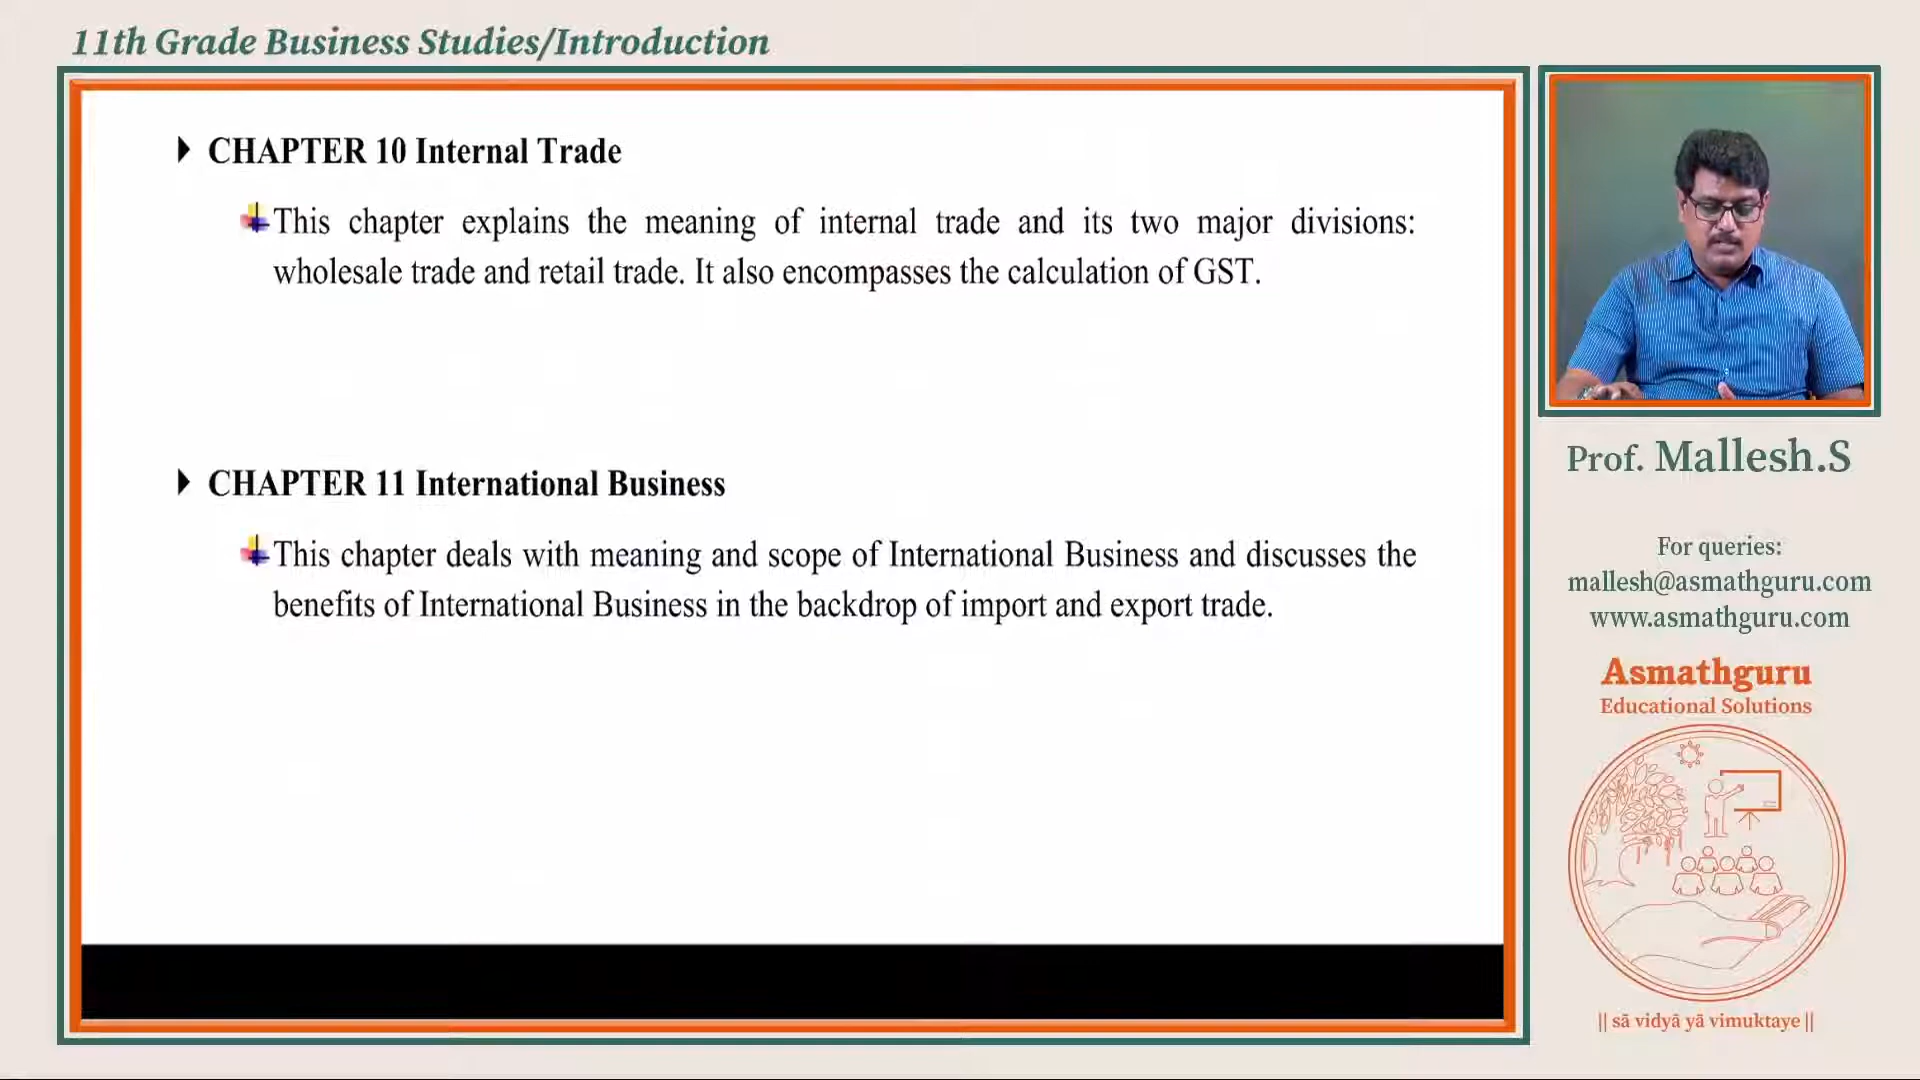 11th Grade Business Studies/Introduction
CHAPTER 10 Internal Trade
This chapter explains the meaning of internal trade and its two major divisions:
wholesale trade and retail trade. It also encompasses the calculation of GST.
CHAPTER 11 International Business
This chapter deals with meaning and scope of International Business and discusses the
benefits of International Business in the backdrop of import and export trade.
Prof. Mallesh.S
For queries:
mallesh@asmathguru.com
www.asmathguru.com
Asmathguru
Educational Solutions
|| sā vidyā yā vimuktaye ||